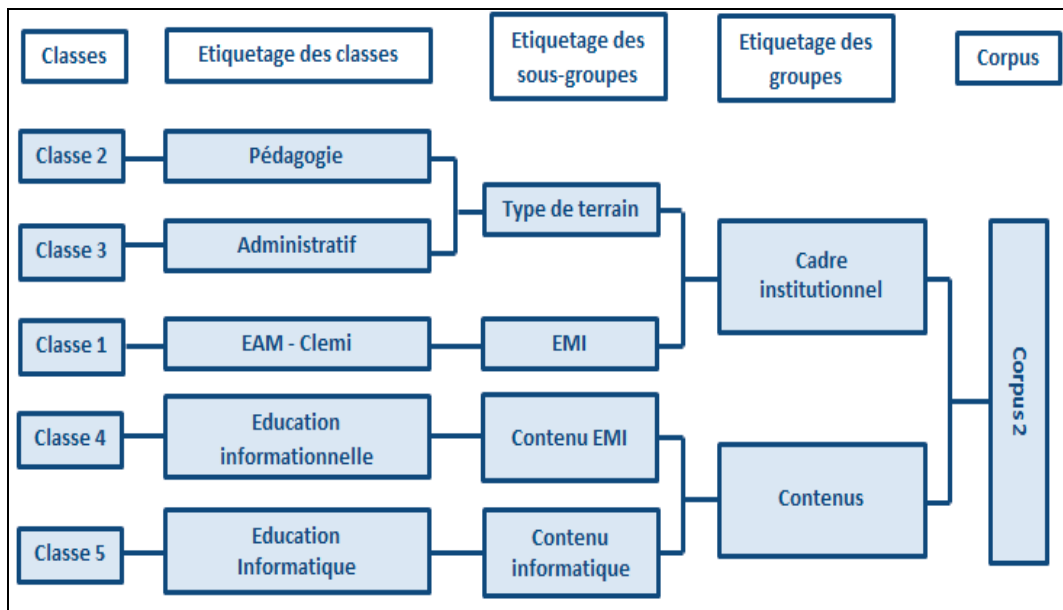 Classes
Etiquetage des classes
Etiquetage des
sous-groupes
Etiquetage des
groupes
Corpus
Classe 2
Pédagogie
Type de terrain
Classe 3
Administratif
Cadre
institutionnel
Classe 1
EAM - Clemi
EMI
Corpus 2
Classe 4
Education
informationnelle
Contenu EMI
Contenus
Classe 5
Education
Informatique
Contenu
informatique